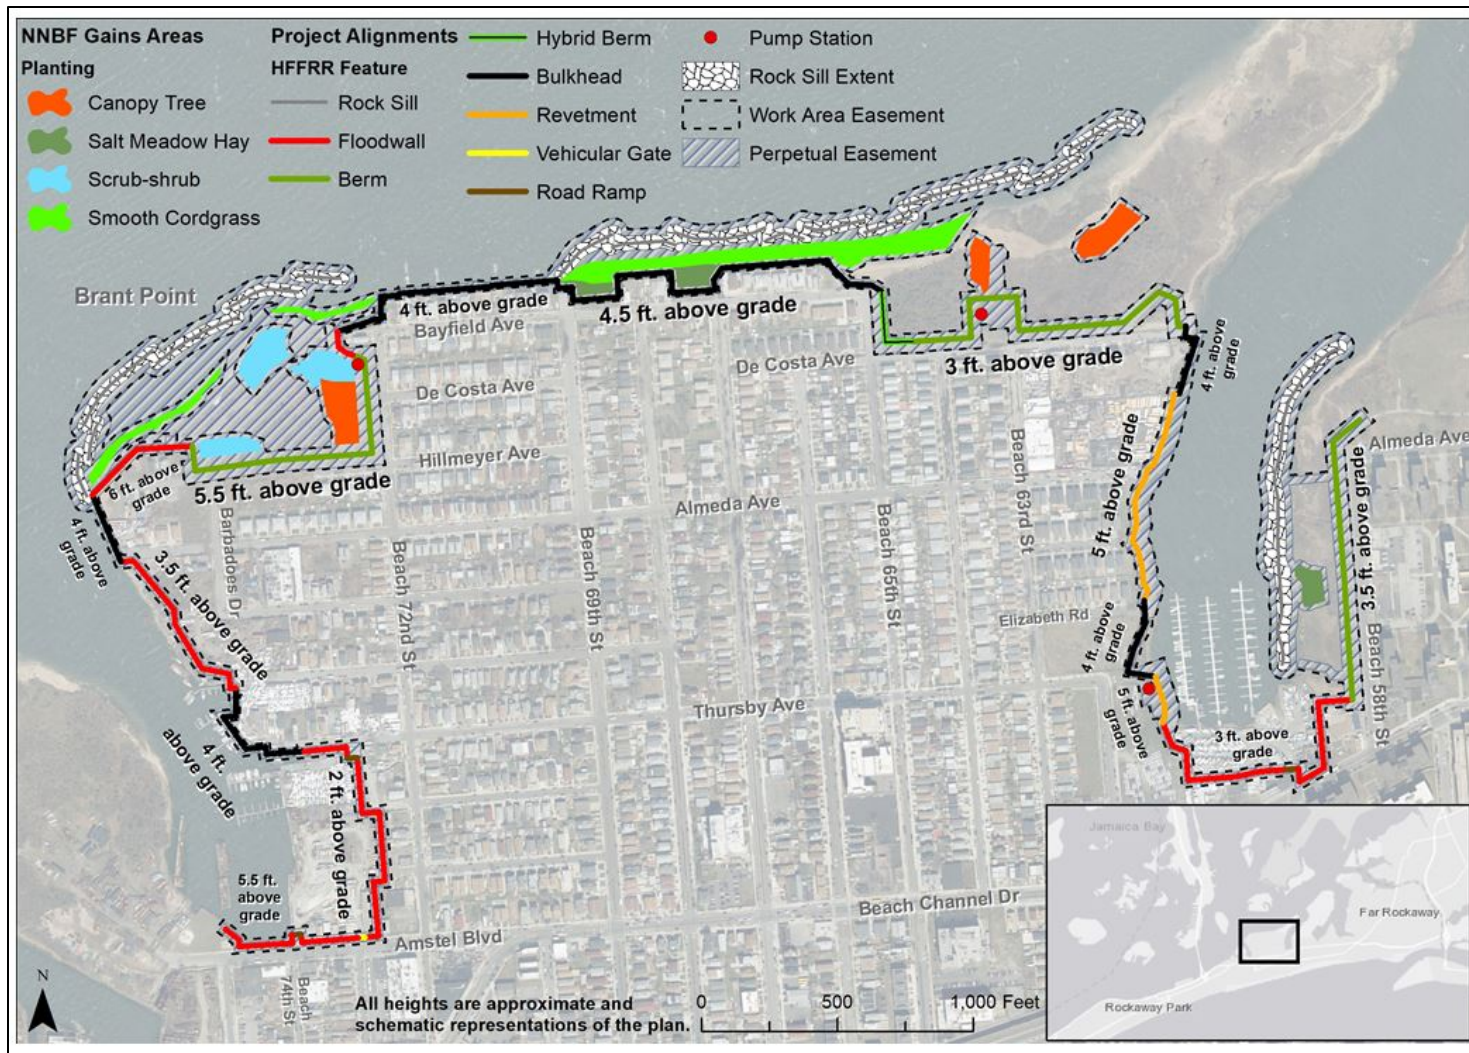 NNBF Gains Areas
Planting
Canopy Tree
Salt Meadow Hay
Scrub-shrub
Smooth Cordgrass
Project Alignments
HFFRR Feature
Rock Sill
Floodwall
Berm
Hybrid Berm
Bulkhead
Revetment
Vehicular Gate
Road Ramp
Pump Station
Rock Sill Extent
Work Area Easement
Perpetual Easement
Brant Point
4 ft. above grade
Bayfield Ave
4.5 ft. above grade
De Costa Ave
De Costa Ave
3 ft. above grade
4 ft. above
grade
Hillmeyer Ave
6 ft. above
grade
5.5 ft. above grade
Almeda Ave
Almeda Ave
4 ft. above
grade
3.5 ft. above grade
Barbadoes Dr
Beach 72nd St
Beach 69th St
Beach 65th St
Beach 63rd St
5 ft. above grade
3.5 ft. above grade
Elizabeth Rd
4 ft. above
grade
Beach 58th St
Thursby Ave
5 ft. above
grade
3 ft. above
grade
4 ft.
above grade
2 ft. above grade
5.5 ft.
above
grade
Beach Channel Dr
Amstel Blvd
Beach
74th St
N
All heights are approximate and
schematic representations of the plan.
0 500 1,000 Feet
Jamaica Bay
Far Rockaway
Rockaway Park